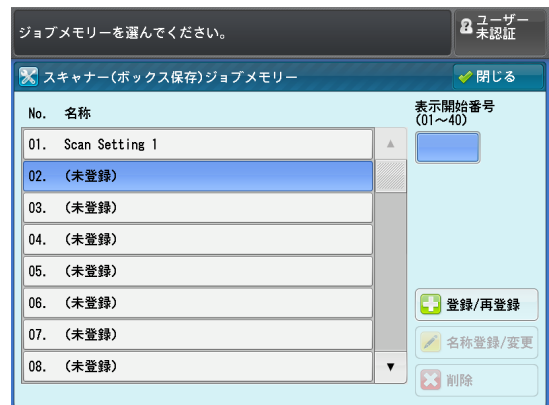 ジョブメモリーを選んでください。
ユーザー
未認証
スキャナー(ボックス保存)ジョブメモリー
閉じる
No. 名称
表示開始番号
(01～40)
01. Scan Setting 1
02. (未登録)
03. (未登録)
04. (未登録)
05. (未登録)
06. (未登録)
登録/再登録
07. (未登録)
名称登録/変更
08. (未登録)
削除